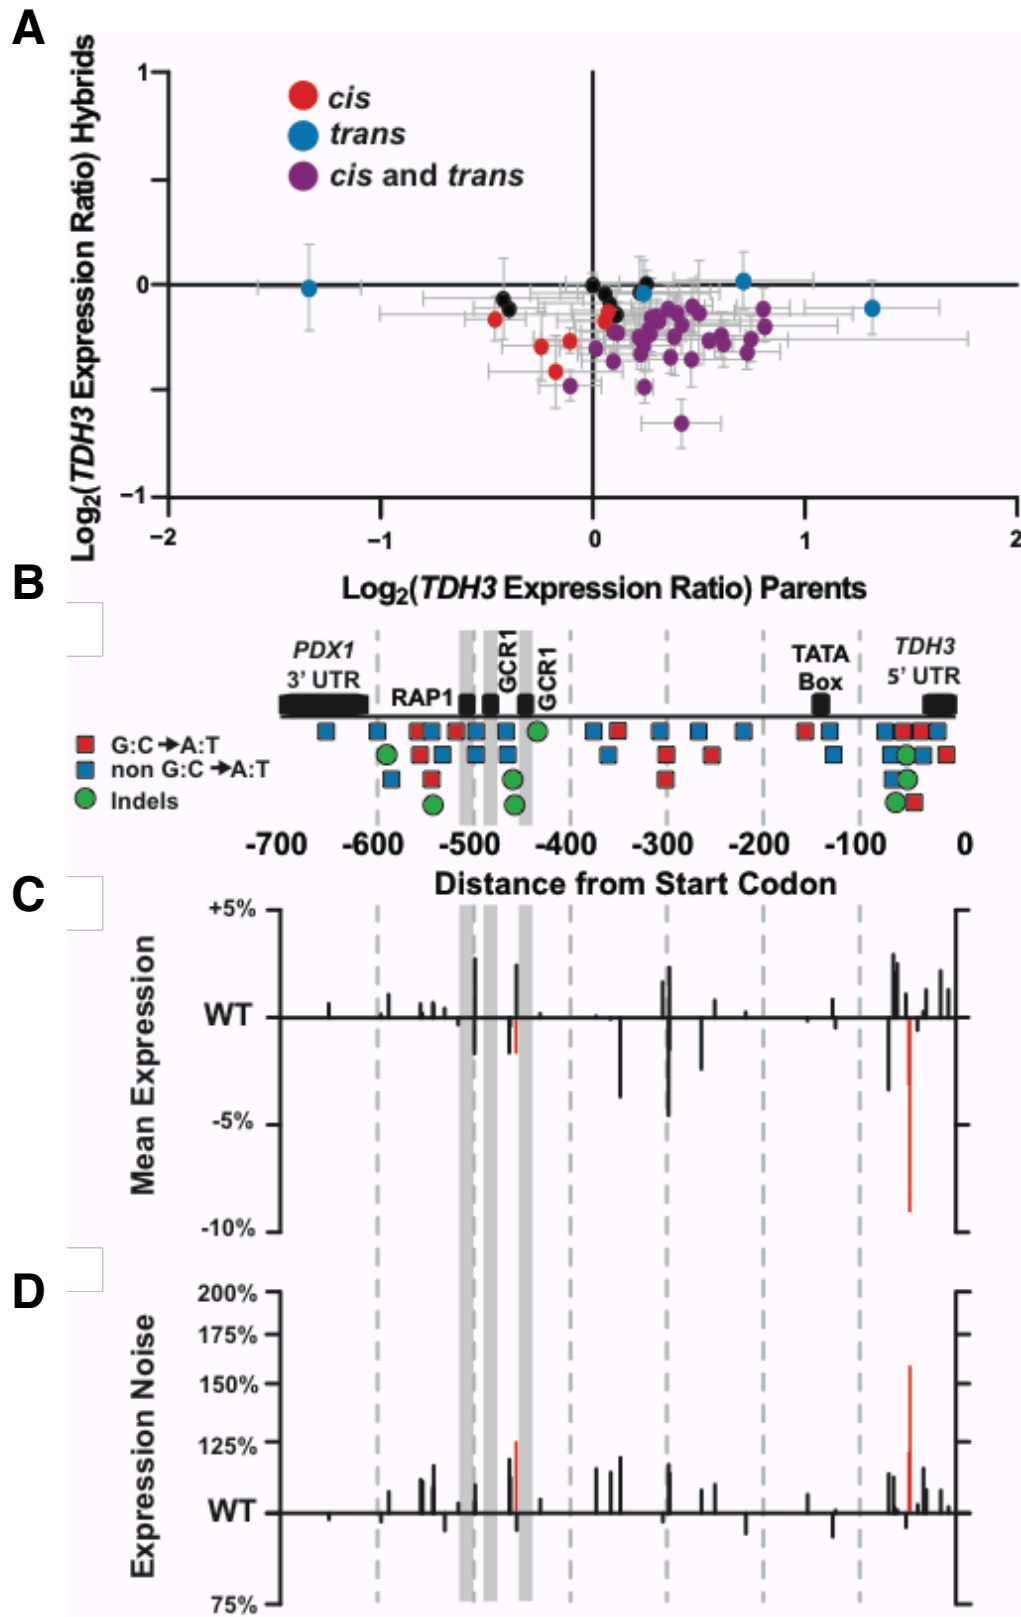 A
Log2(TDH3 Expression Ratio) Hybrids
1
0
−1
cis
trans
cis and trans
−2
−1
0
1
2
Log2(TDH3 Expression Ratio) Parents
B
PDX1
3’ UTR
RAP1
GCR1
GCR1
TATA
Box
TDH3
5’ UTR
G:C➔A:T
non G:C➔A:T
Indels
-700
-600
-500
-400
-300
-200
-100
0
Distance from Start Codon
C
Mean Expression
+5%
WT
-5%
-10%
D
Expression Noise
200%
175%
150%
125%
WT
75%